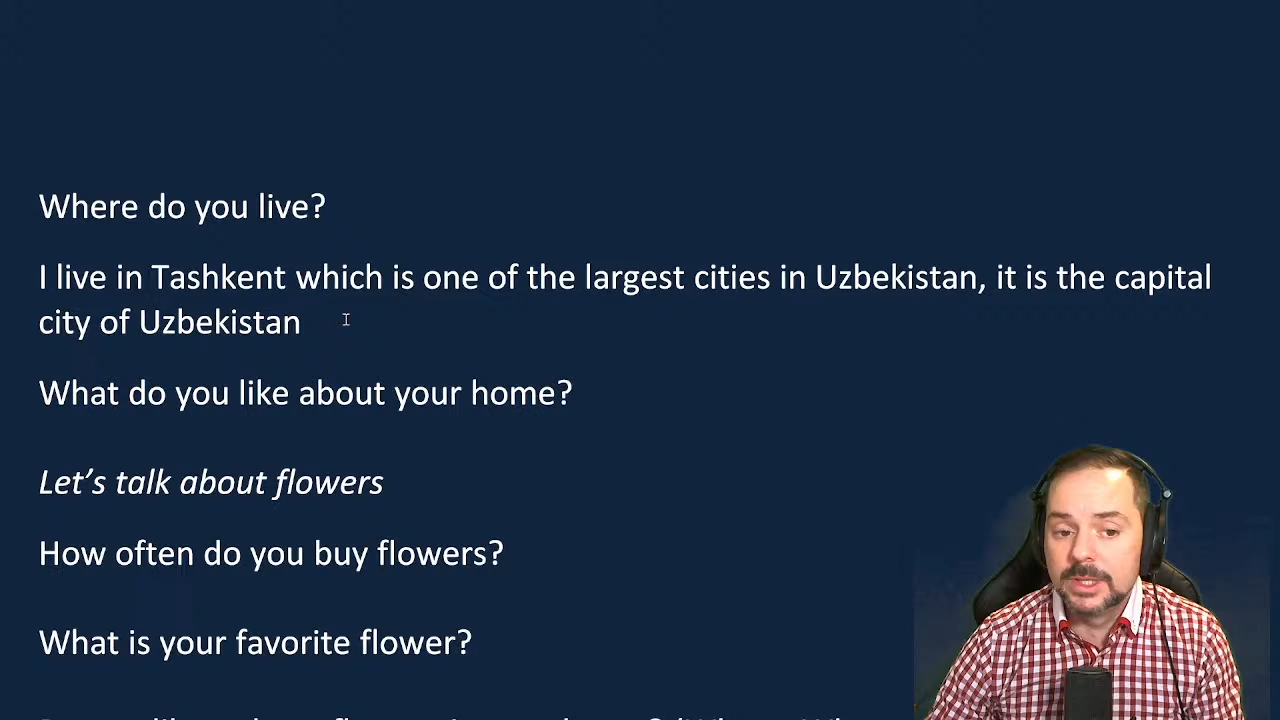 Where do you live?
I live in Tashkent which is one of the largest cities in Uzbekistan, it is the capital
city of Uzbekistan
What do you like about your home?
Let’s talk about flowers
How often do you buy flowers?
What is your favorite flower?